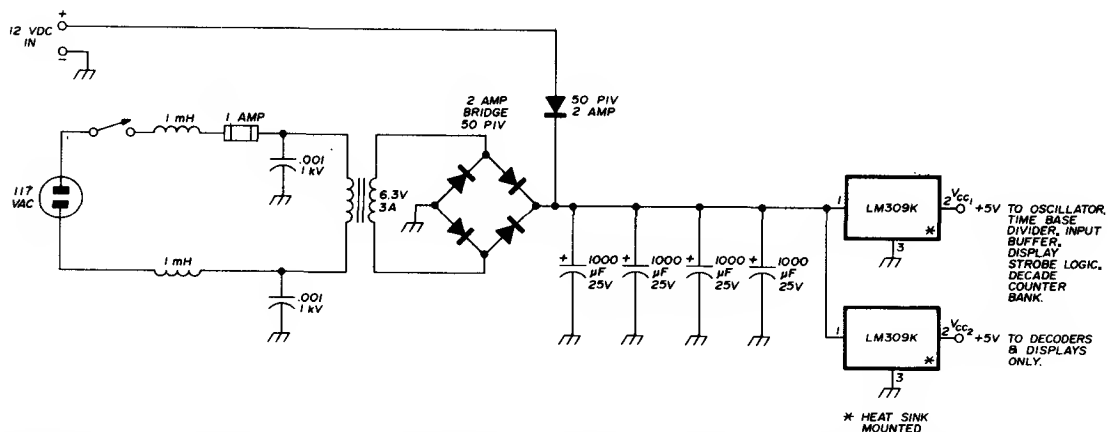 +
12 VDC
IN
−
1 mH
1 AMP
.001
1 kV
117
VAC
1 mH
.001
1 kV
6.3V
3A
2 AMP
BRIDGE
50 PIV
50 PIV
2 AMP
+ 1000
µF
25V
+ 1000
µF
25V
+ 1000
µF
25V
+ 1000
µF
25V
1
LM309K
*
2
3
VCC1
+5V TO OSCILLATOR,
TIME BASE
DIVIDER, INPUT
BUFFER,
DISPLAY
STROBE LOGIC,
DECADE
COUNTER
BANK.
1
LM309K
*
2
3
VCC2
+5V TO DECODERS
& DISPLAYS
ONLY.
* HEAT SINK
MOUNTED